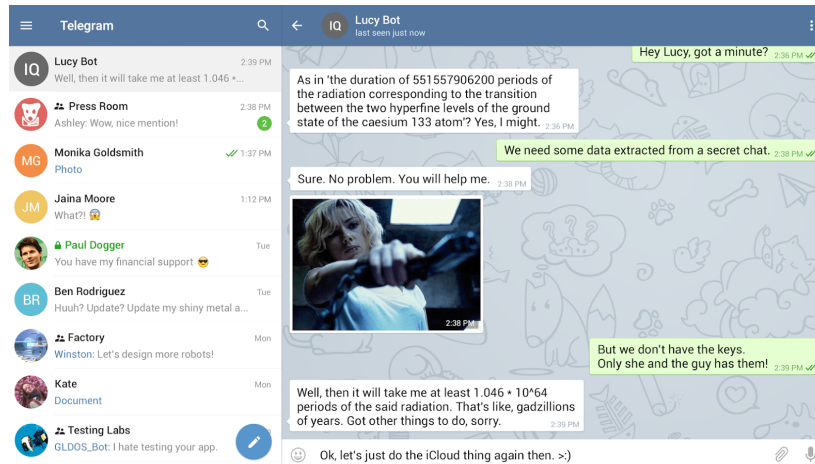 Telegram
IQ
Lucy Bot
2:39 PM
Well, then it will take me at least 1.046 *...
Press Room
2:38 PM
Ashley: Wow, nice mention!
2
MG
Monika Goldsmith
1:37 PM
Photo
JM
Jaina Moore
1:12 PM
What?! 😱
Paul Dogger
Tue
You have my financial support 😎
BR
Ben Rodriguez
Tue
Huuh? Update? Update my shiny metal a...
Factory
Mon
Winston: Let's design more robots!
Kate
Mon
Document
Testing Labs
GLDOS_Bot: I hate testing your app.
IQ
Lucy Bot
last seen just now
Hey Lucy, got a minute? 2:36 PM
As in 'the duration of 551557906200 periods of
the radiation corresponding to the transition
between the two hyperfine levels of the ground
state of the caesium 133 atom'? Yes, I might. 2:36 PM
We need some data extracted from a secret chat. 2:38 PM
Sure. No problem. You will help me. 2:38 PM
2:38 PM
But we don't have the keys.
Only she and the guy has them! 2:39 PM
Well, then it will take me at least 1.046 * 10^64
periods of the said radiation. That's like, gadzillions
of years. Got other things to do, sorry. 2:39 PM
Ok, let's just do the iCloud thing again then. >:)